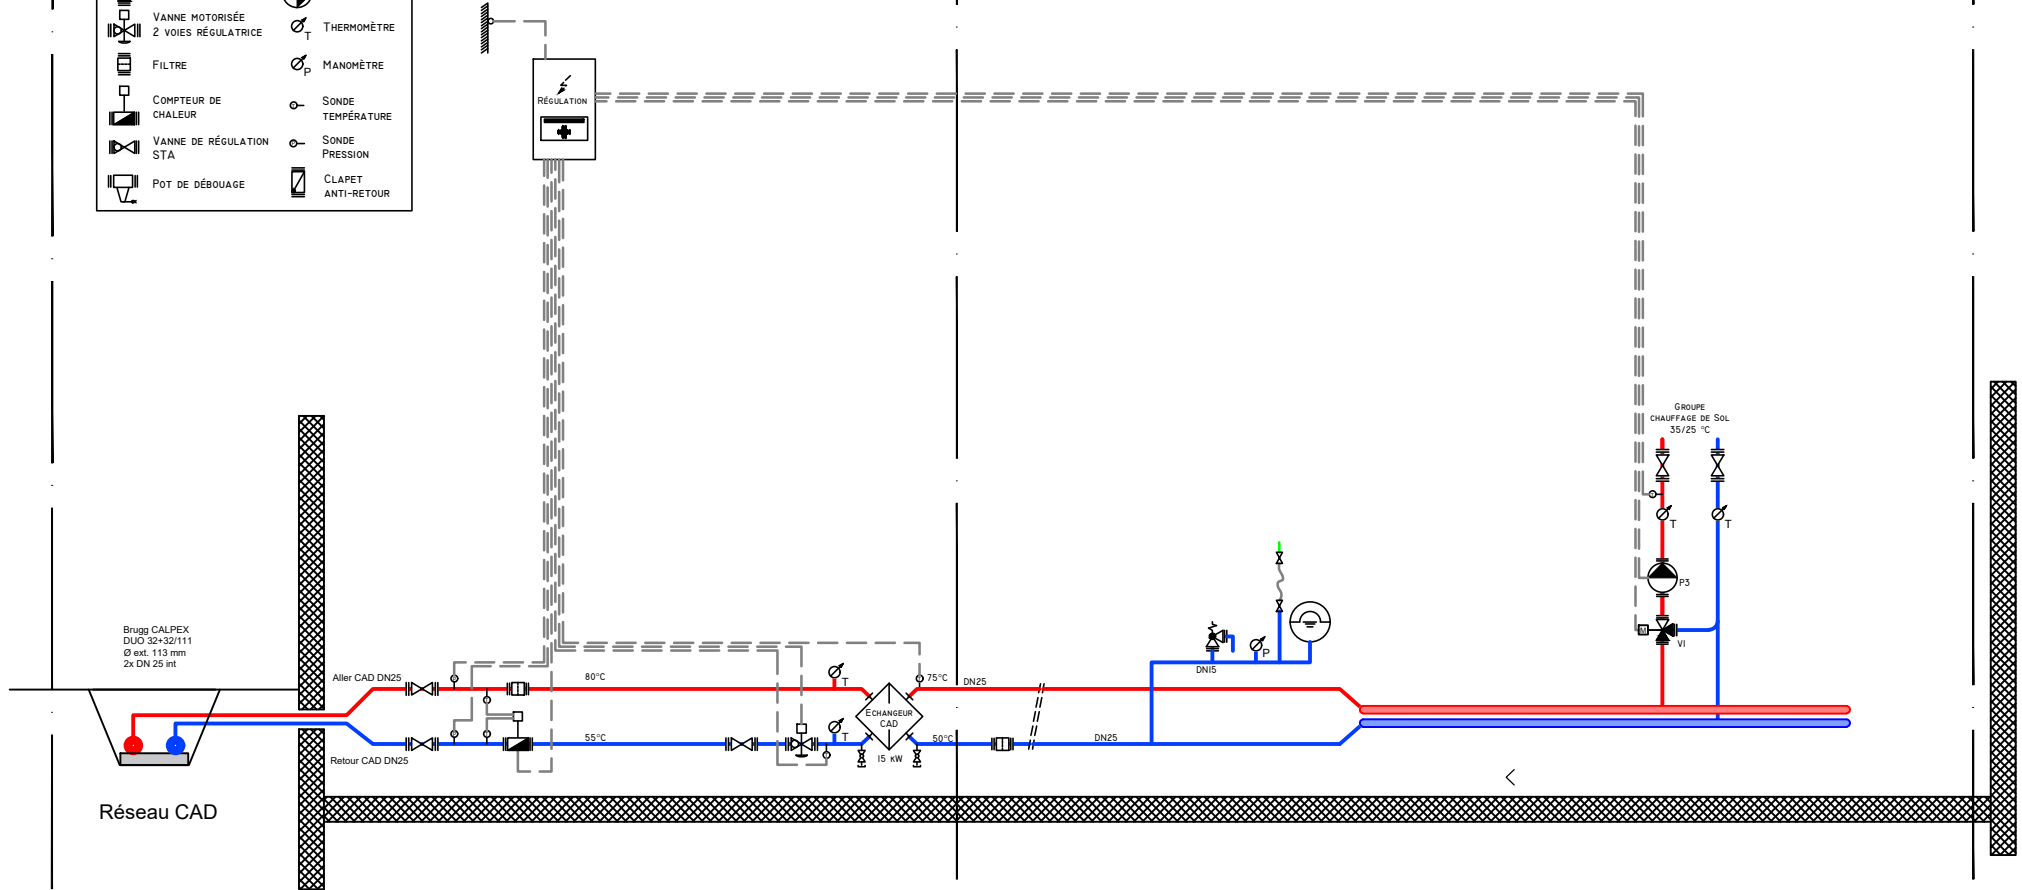 VANNE MOTORISÉE
2 VOIES RÉGULATRICE
T
THERMOMÈTRE
FILTRE
P
MANOMÈTRE
COMPTEUR DE
CHALEUR
SONDE
TEMPÉRATURE
VANNE DE RÉGULATION
STA
SONDE
PRESSION
POT DE DÉBOUAGE
CLAPET
ANTI-RETOUR
RÉGULATION
GROUPE
CHAUFFAGE DE SOL
35/25 °C
T
T
P3
M
V1
Brugg CALPEX
DUO 32+32/111
Ø ext. 113 mm
2x DN 25 int
P
DN15
Aller CAD DN25
80°C
T
75°C
DN25
ECHANGEUR
CAD
T
55°C
50°C
DN25
Retour CAD DN25
15 KW
Réseau CAD